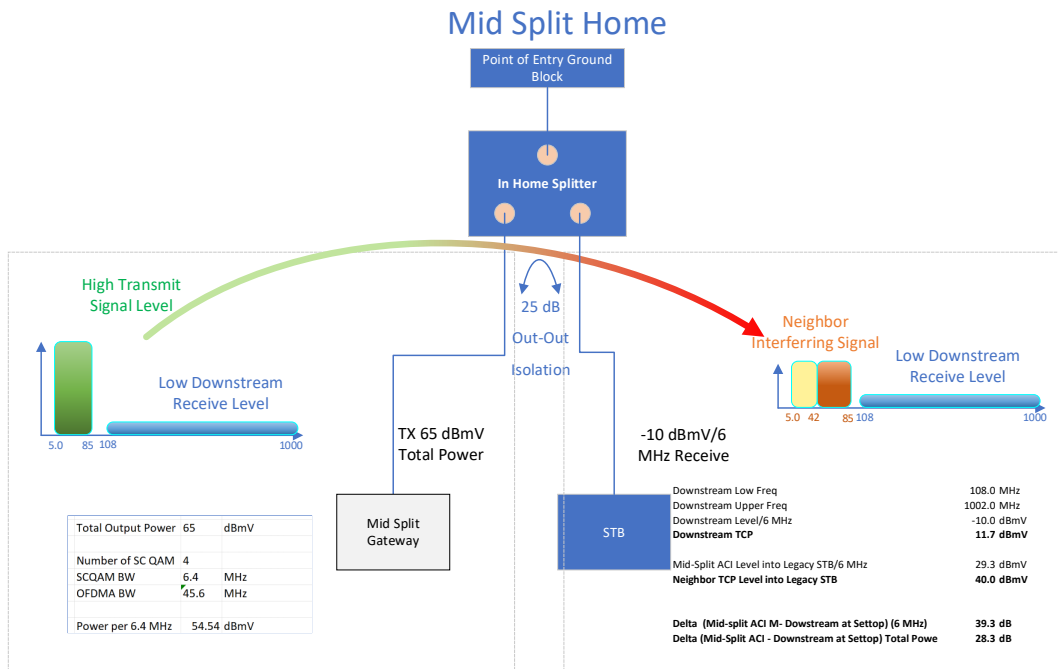 Mid Split Home
Point of Entry Ground
Block
In Home Splitter
High Transmit
Signal Level
25 dB
Out-Out
Isolation
Neighbor
Interferring Signal
Low Downstream
Receive Level
5.0 85 108 1000
Low Downstream
Receive Level
5.0 42 85 108 1000
TX 65 dBmV
Total Power
-10 dBmV/6
MHz Receive
Mid Split
Gateway
STB
Total Output Power 65 dBmV
Number of SC QAM 4
SCQAM BW 6.4 MHz
OFDMA BW 45.6 MHz
Power per 6.4 MHz 54.54 dBmV
Downstream Low Freq 108.0 MHz
Downstream Upper Freq 1002.0 MHz
Downstream Level/6 MHz -10.0 dBmV
Downstream TCP 11.7 dBmV
Mid-Split ACI Level into Legacy STB/6 MHz 29.3 dBmV
Neighbor TCP Level into Legacy STB 40.0 dBmV
Delta (Mid-split ACI M- Dowstream at Settop) (6 MHz) 39.3 dB
Delta (Mid-Split ACI - Downstream at Settop) Total Powe 28.3 dB